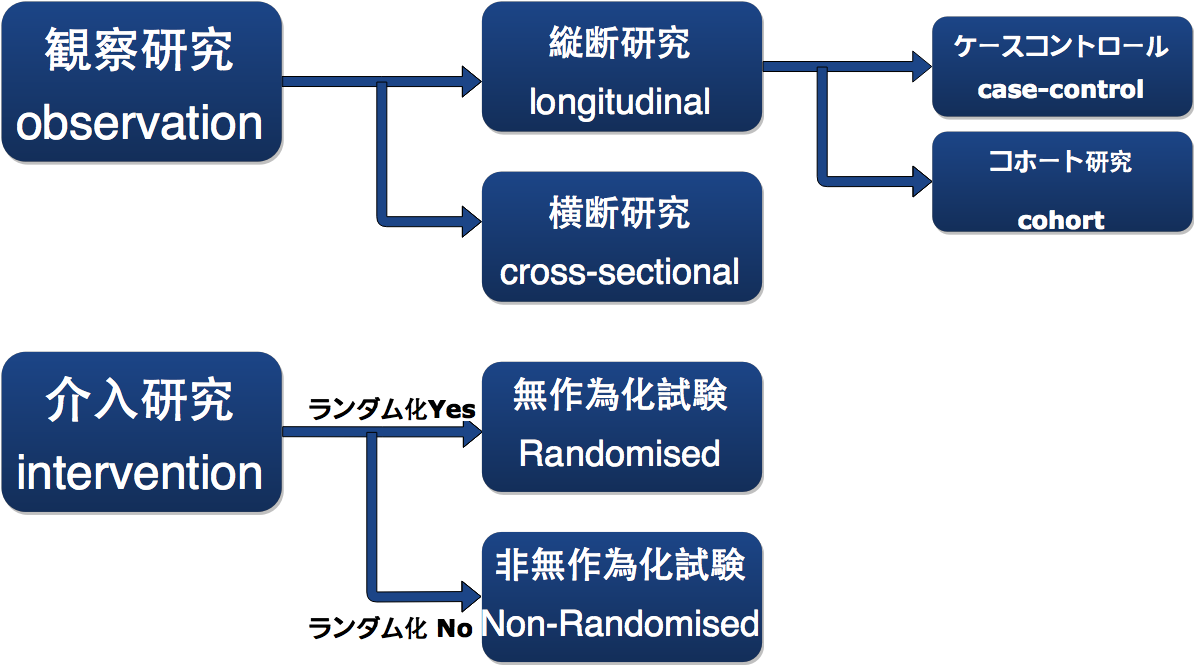 観察研究
observation
縦断研究
longitudinal
ケースコントロール
case-control
コホート研究
cohort
横断研究
cross-sectional
介入研究
intervention
ランダム化Yes
無作為化試験
Randomised
ランダム化 No
非無作為化試験
Non-Randomised